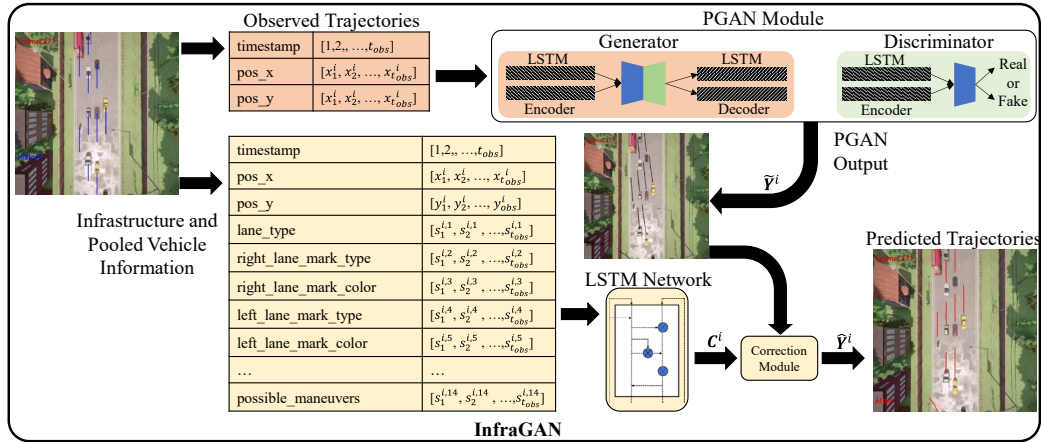 Observed Trajectories
timestamp [1,2,, …,t_obs]
pos_x [x_1^i, x_2^i, …, x_{t_obs}^i]
pos_y [x_1^i, x_2^i, …, x_{t_obs}^i]
PGAN Module
Generator
LSTM LSTM
Encoder Decoder
Discriminator
LSTM
Encoder
Real
or
Fake
PGAN
Output
Ỹ^i
Infrastructure and
Pooled Vehicle
Information
timestamp [1,2,, …,t_obs]
pos_x [x_1^i, x_2^i, …, x_{t_obs}^i]
pos_y [y_1^i, y_2^i, …, y_{obs}^i]
lane_type [s_1^{i,1}, s_2^{i,1} , …,s_{t_obs}^{i,1}]
right_lane_mark_type [s_1^{i,2}, s_2^{i,2} , …,s_{t_obs}^{i,2}]
right_lane_mark_color [s_1^{i,3}, s_2^{i,3} , …,s_{t_obs}^{i,3}]
left_lane_mark_type [s_1^{i,4}, s_2^{i,4} , …,s_{t_obs}^{i,4}]
left_lane_mark_color [s_1^{i,5}, s_2^{i,5} , …,s_{t_obs}^{i,5}]
… …
possible_maneuvers [s_1^{i,14}, s_2^{i,14} , …,s_{t_obs}^{i,14}]
LSTM Network
C^i
Correction
Module
Ŷ^i
Predicted Trajectories
InfraGAN